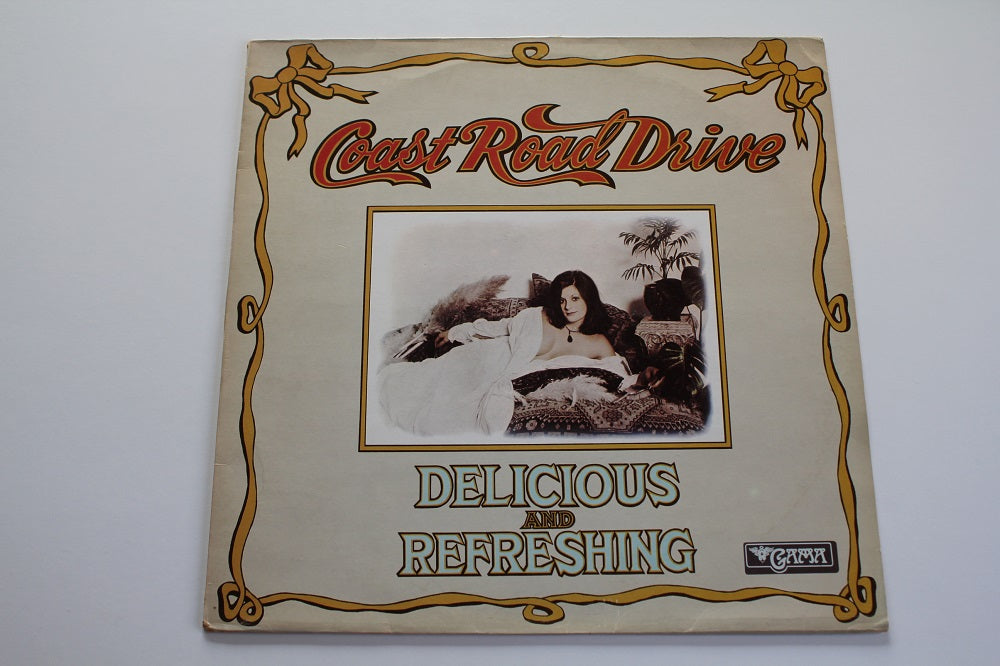 Coast Road Drive
DELICIOUS
AND
REFRESHING
GAMA